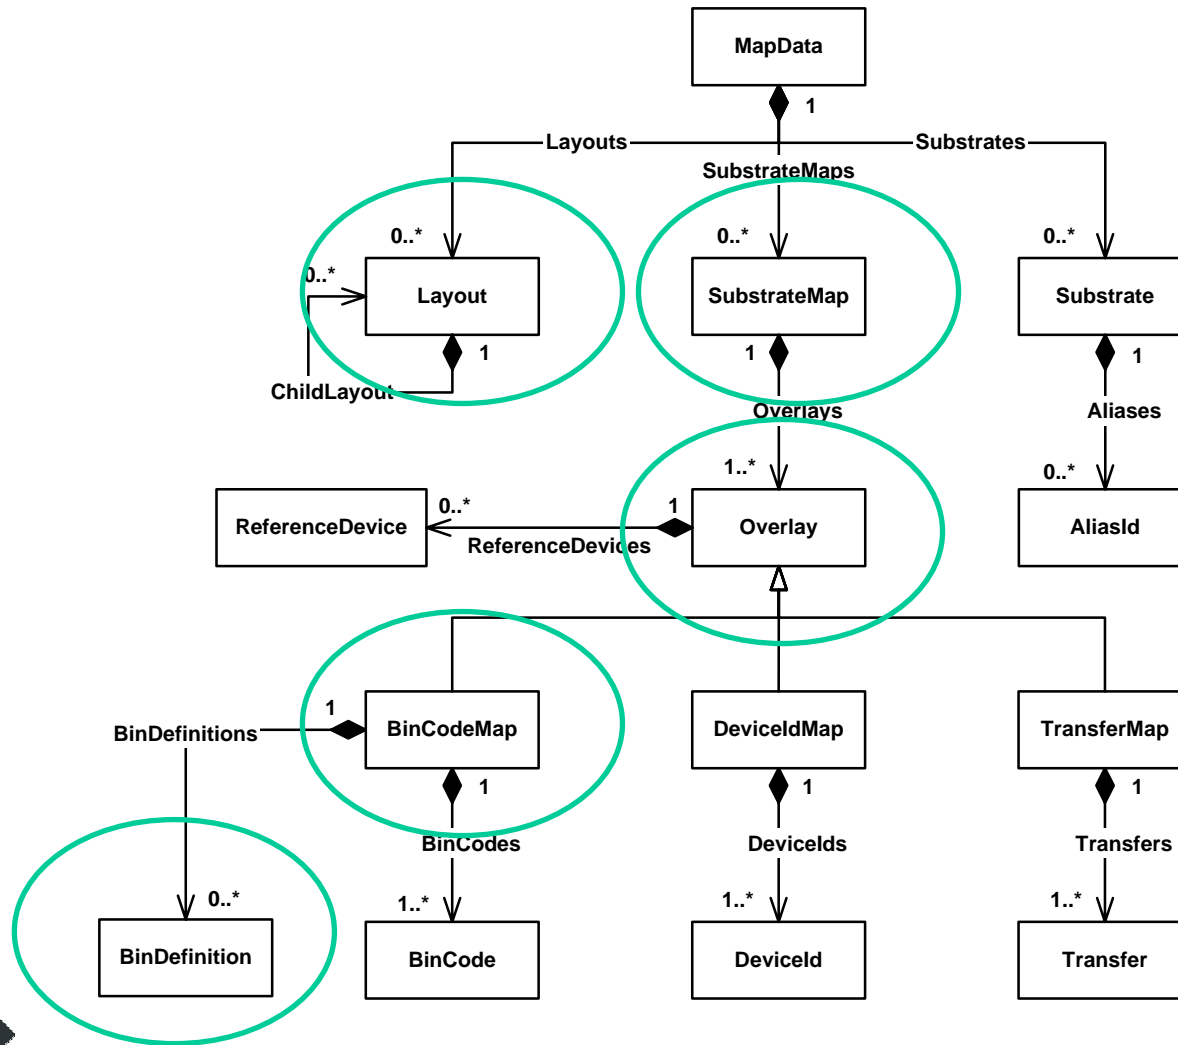 MapData
1
Layouts
Substrates
SubstrateMaps
0..*
0..*
0..*
0..*
Layout
SubstrateMap
Substrate
1
1
1
ChildLayout
Overlays
Aliases
1..*
0..*
0..*
1
ReferenceDevice
Overlay
AliasId
ReferenceDevices
1
BinDefinitions
BinCodeMap
DeviceIdMap
TransferMap
1
1
1
BinCodes
DeviceIds
Transfers
0..*
1..*
1..*
1..*
BinDefinition
BinCode
DeviceId
Transfer